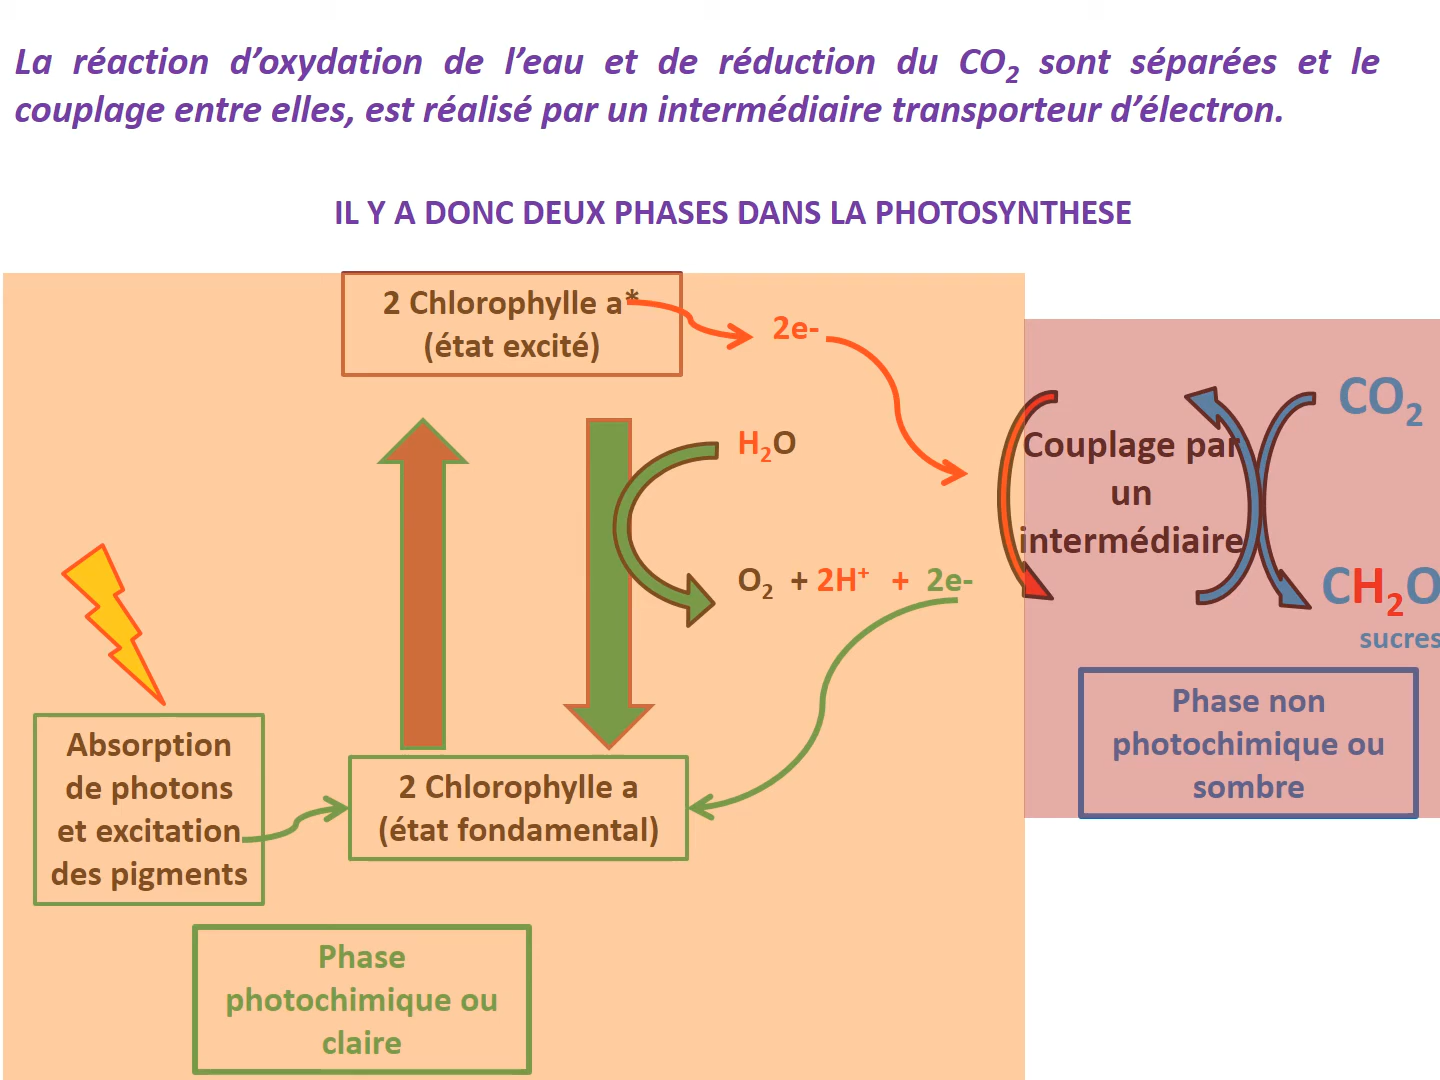 La réaction d’oxydation de l’eau et de réduction du CO₂ sont séparées et le
couplage entre elles, est réalisé par un intermédiaire transporteur d’électron.
IL Y A DONC DEUX PHASES DANS LA PHOTOSYNTHESE
2 Chlorophylle a*
(état excité)
2e-
H₂O
O₂ + 2H⁺ + 2e-
Couplage par
un
intermédiaire
CO₂
CH₂O
sucres
Phase non
photochimique ou
sombre
Absorption
de photons
et excitation
des pigments
2 Chlorophylle a
(état fondamental)
Phase
photochimique ou
claire